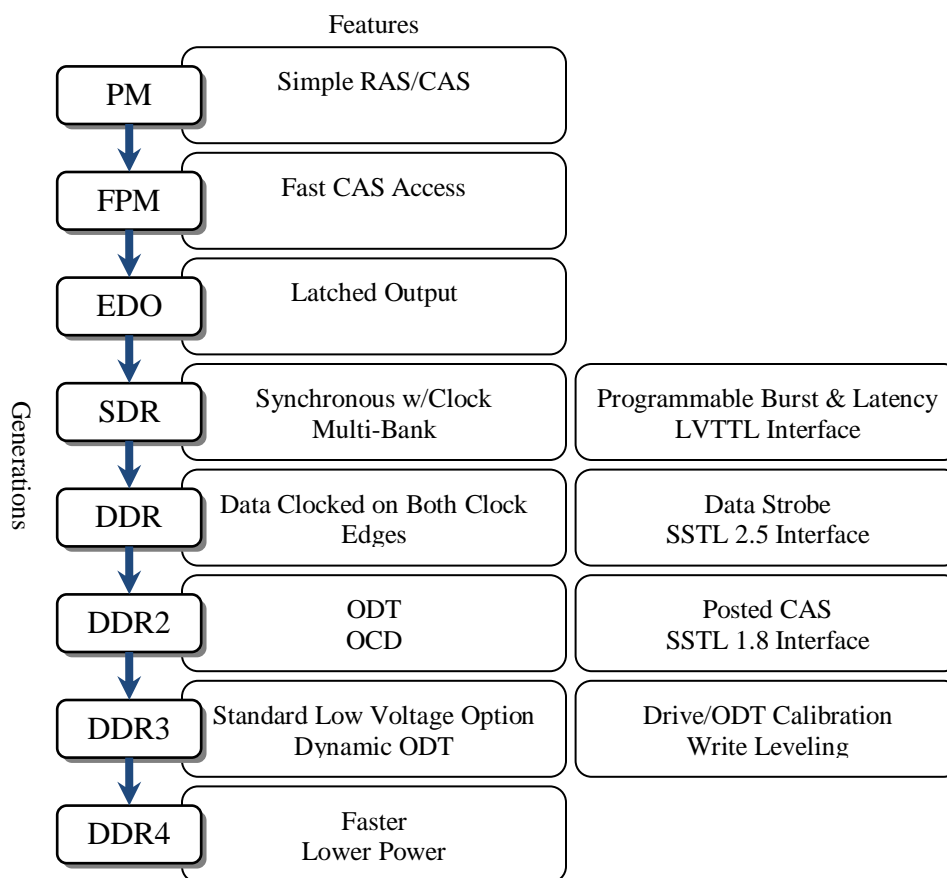 Features
Generations
PM
Simple RAS/CAS
FPM
Fast CAS Access
EDO
Latched Output
SDR
Synchronous w/Clock
Multi-Bank
Programmable Burst & Latency
LVTTL Interface
DDR
Data Clocked on Both Clock
Edges
Data Strobe
SSTL 2.5 Interface
DDR2
ODT
OCD
Posted CAS
SSTL 1.8 Interface
DDR3
Standard Low Voltage Option
Dynamic ODT
Drive/ODT Calibration
Write Leveling
DDR4
Faster
Lower Power